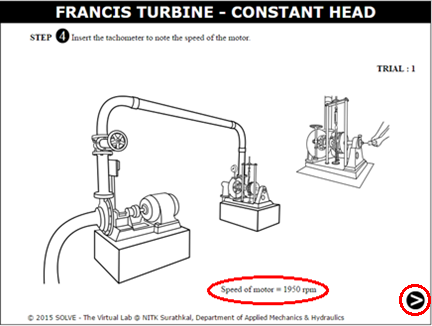 FRANCIS TURBINE - CONSTANT HEAD
STEP 4 Insert the tachometer to note the speed of the motor.
TRIAL : 1
Speed of motor = 1950 rpm
© 2015 SOLVE - The Virtual Lab @ NITK Surathkal, Department of Applied Mechanics & Hydraulics